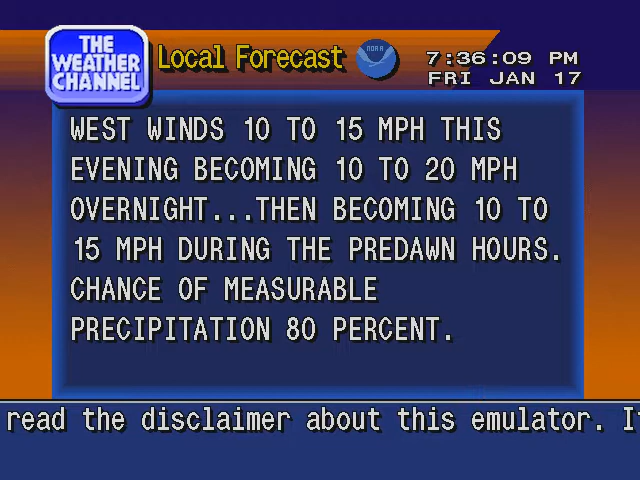 THE
WEATHER
CHANNEL
Local Forecast
NOAA
7:36:09 PM
FRI JAN 17
WEST WINDS 10 TO 15 MPH THIS
EVENING BECOMING 10 TO 20 MPH
OVERNIGHT...THEN BECOMING 10 TO
15 MPH DURING THE PREDAWN HOURS.
CHANCE OF MEASURABLE
PRECIPITATION 80 PERCENT.
read the disclaimer about this emulator. I